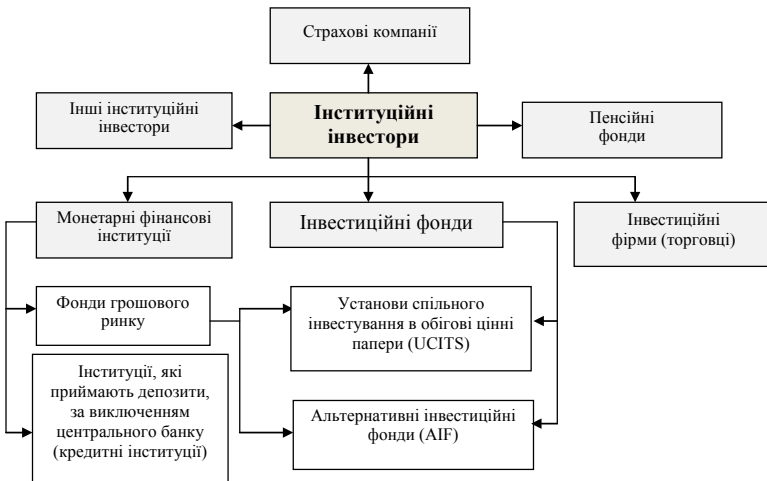 Страхові компанії
Інші інституційні
інвестори
Інституційні
інвестори
Пенсійні
фонди
Монетарні фінансові
інституції
Інвестиційні фонди
Інвестиційні
фірми (торговці)
Фонди грошового
ринку
Установи спільного
інвестування в обігові цінні
папери (UCITS)
Інституції, які
приймають депозити,
за виключенням
центрального банку
(кредитні інституції)
Альтернативні інвестиційні
фонди (AIF)